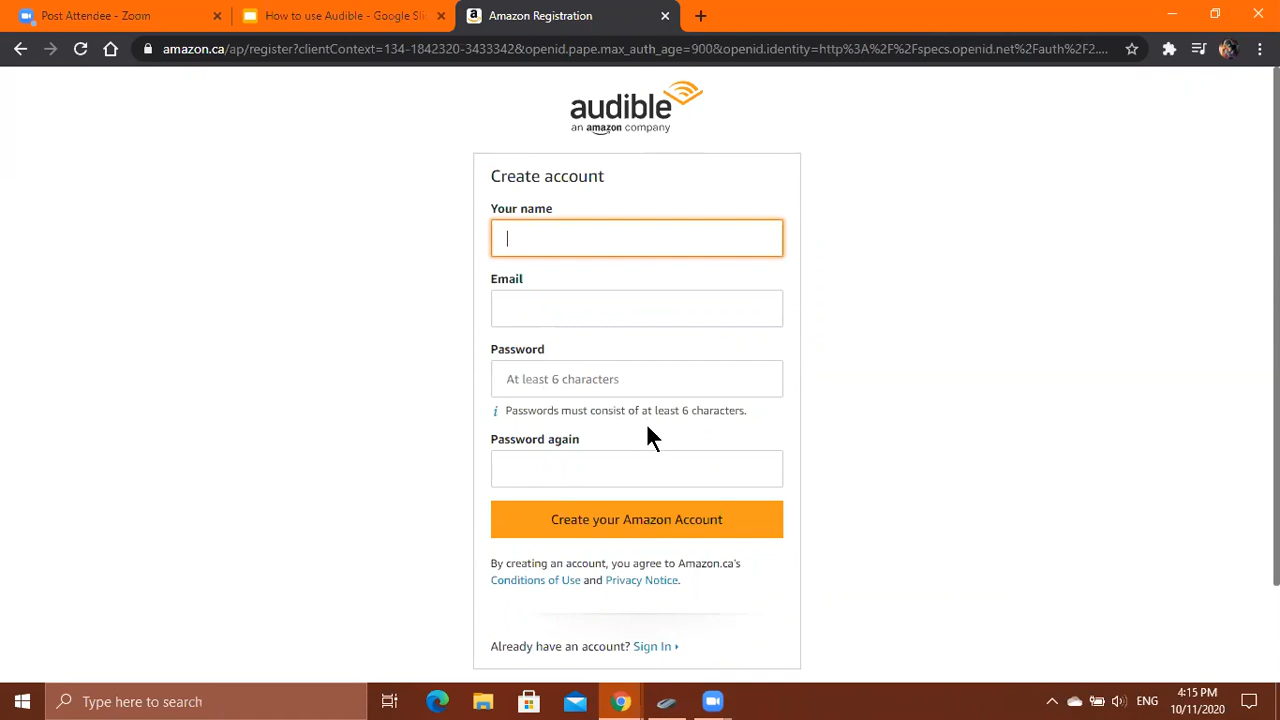 Post Attendee - Zoom
How to use Audible - Google Sli
Amazon Registration
amazon.ca/ap/register?clientContext=134-1842320-3433342&openid.pape.max_auth_age=900&openid.identity=http%3A%2F%2Fspecs.openid.net%2Fauth%2F2....
audible
an amazon company
Create account
Your name
Email
Password
At least 6 characters
i Passwords must consist of at least 6 characters.
Password again
Create your Amazon Account
By creating an account, you agree to Amazon.ca's
Conditions of Use and Privacy Notice.
Already have an account? Sign In
Type here to search
ENG
4:15 PM
10/11/2020